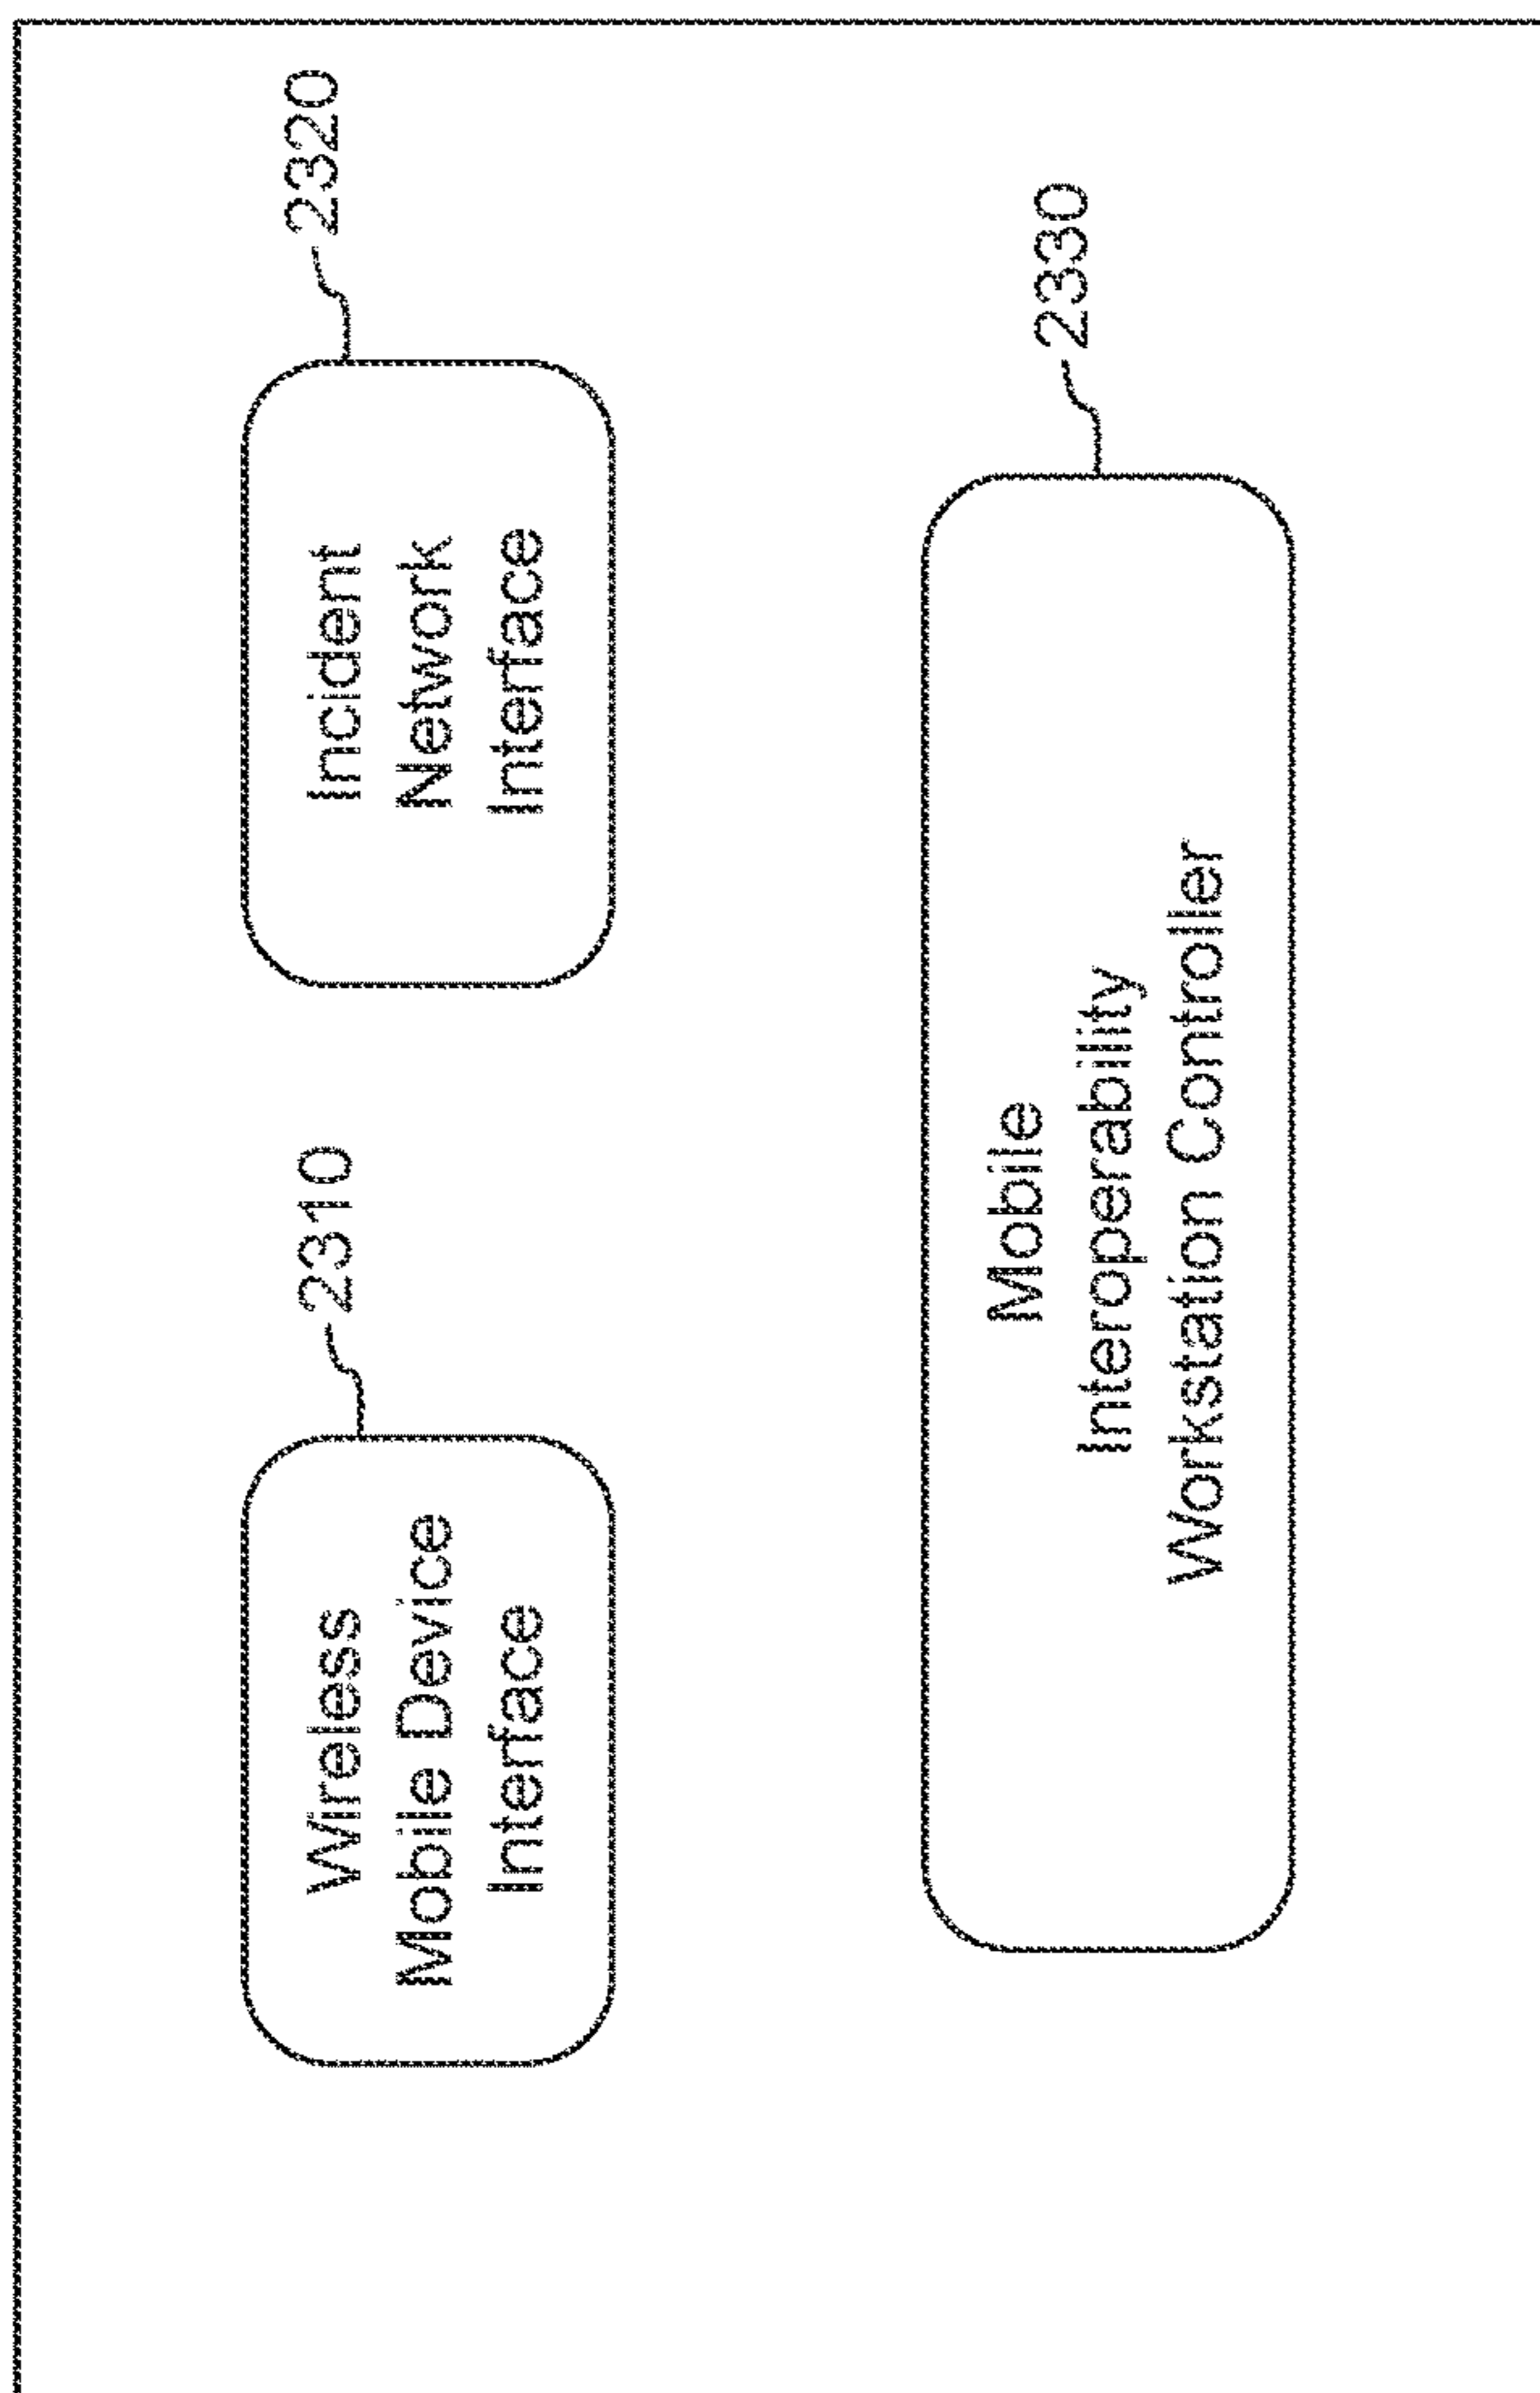 Wireless
Mobile Device
Interface
2310
Incident
Network
Interface
2320
Mobile
Interoperability
Workstation Controller
2330